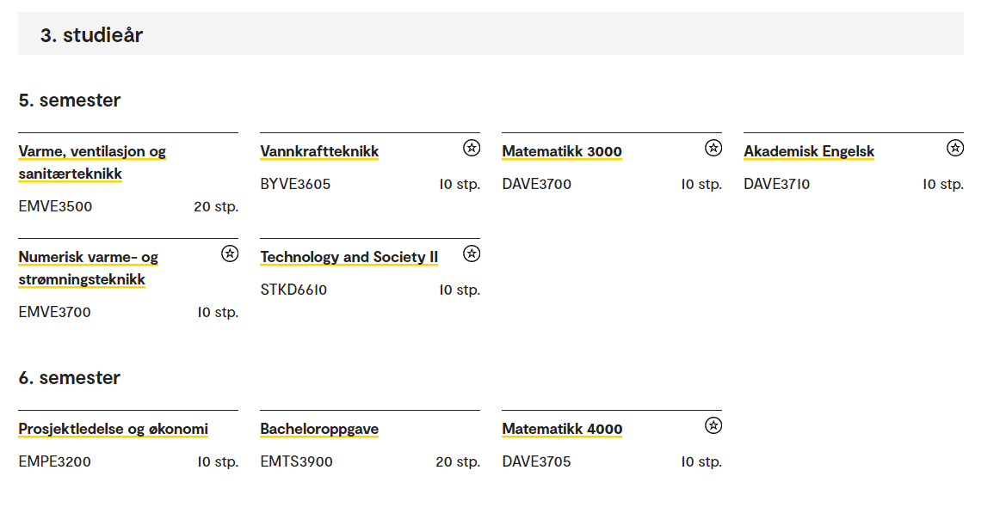 3. studieår
5. semester
Varme, ventilasjon og
sanitærteknikk
EMVE3500 20 stp.
Vannkraftteknikk
BYVE3605 10 stp.
Matematikk 3000
DAVE3700 10 stp.
Akademisk Engelsk
DAVE3710 10 stp.
Numerisk varme- og
strømningsteknikk
EMVE3700 10 stp.
Technology and Society II
STKD6610 10 stp.
6. semester
Prosjektledelse og økonomi
EMPE3200 10 stp.
Bacheloroppgave
EMTS3900 20 stp.
Matematikk 4000
DAVE3705 10 stp.